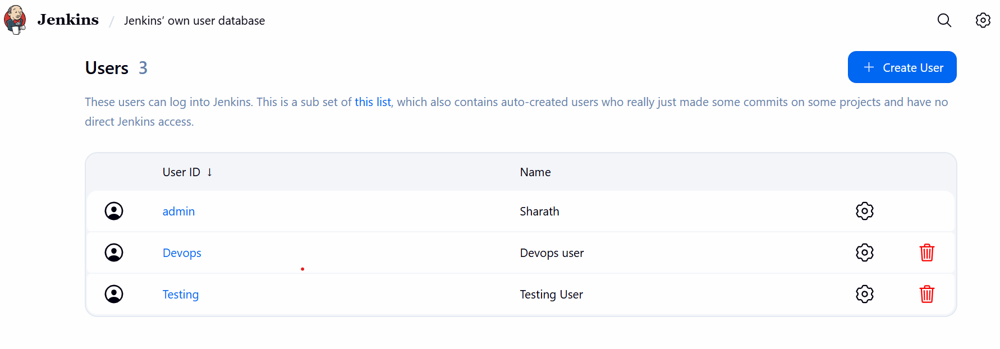 Jenkins / Jenkins’ own user database
Users 3
+ Create User
These users can log into Jenkins. This is a sub set of this list, which also contains auto-created users who really just made some commits on some projects and have no
direct Jenkins access.
User ID ↓ Name
admin Sharath
Devops Devops user
Testing Testing User